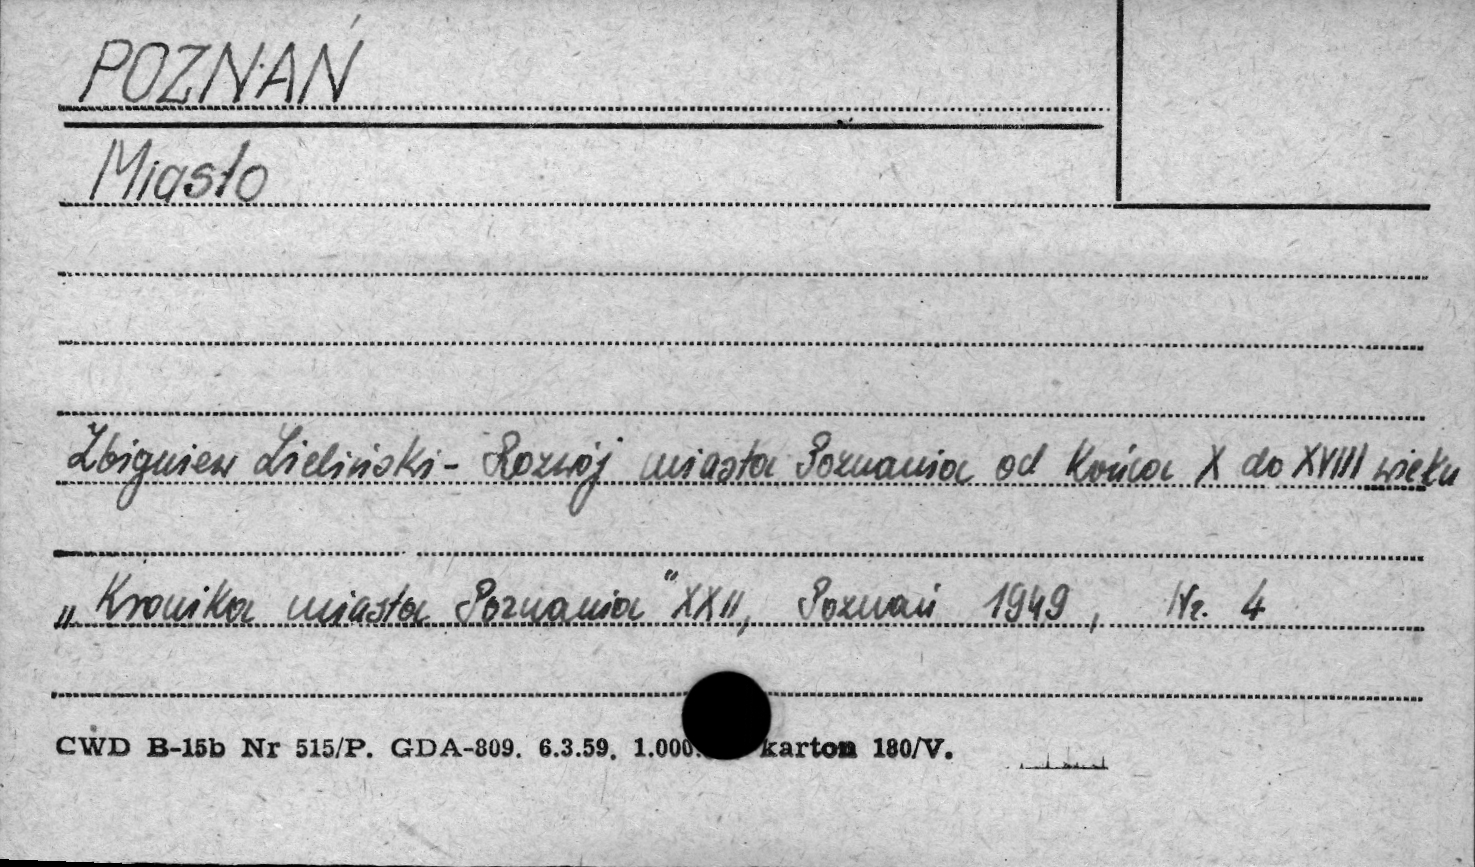 POZNAŃ
Miasto
Zbigniew Zieliński - Rozwój miasta Poznania od końca X do XVIII wieku
„Kronika miasta Poznania" XXII, Poznań 1949, Nr. 4
CWD B-15b Nr 515/P. GDA-809. 6.3.59. 1.000. karton 180/V.